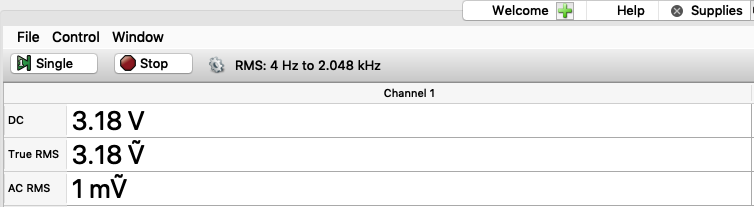 Welcome Help Supplies
File Control Window
Single Stop RMS: 4 Hz to 2.048 kHz
Channel 1
DC 3.18 V
True RMS 3.18 Ṽ
AC RMS 1 mṼ